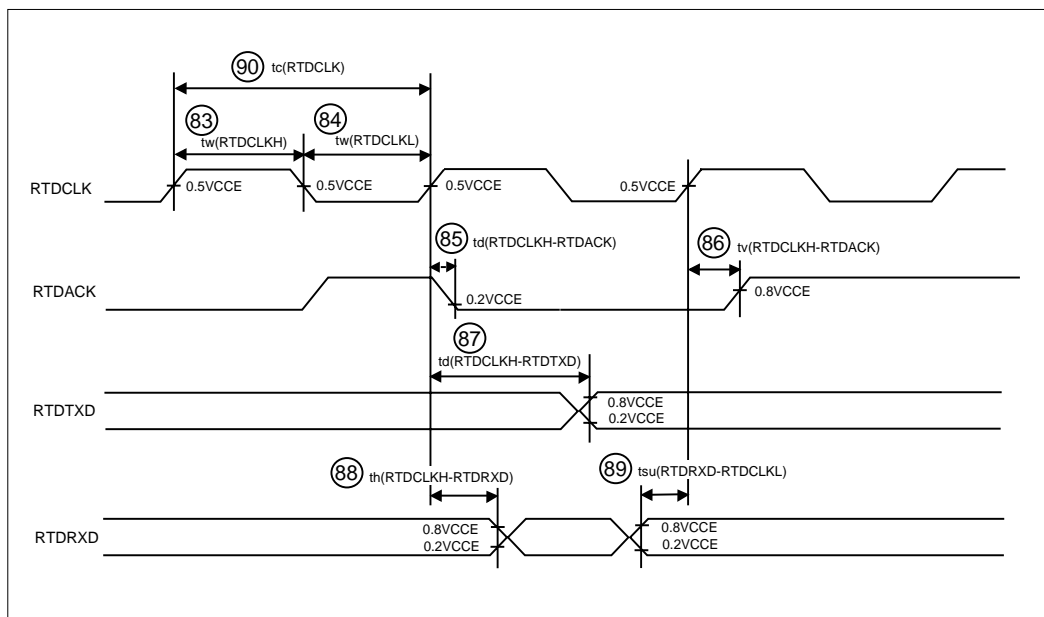 90 tc(RTDCLK)
83 84
tw(RTDCLKH) tw(RTDCLKL)
RTDCLK 0.5VCCE 0.5VCCE 0.5VCCE 0.5VCCE
85 td(RTDCLKH-RTDACK) 86 tv(RTDCLKH-RTDACK)
RTDACK 0.2VCCE 0.8VCCE
87
td(RTDCLKH-RTDTXD)
RTDTXD 0.8VCCE
0.2VCCE
88 th(RTDCLKH-RTDRXD) 89 tsu(RTDRXD-RTDCLKL)
RTDRXD 0.8VCCE 0.8VCCE
0.2VCCE 0.2VCCE